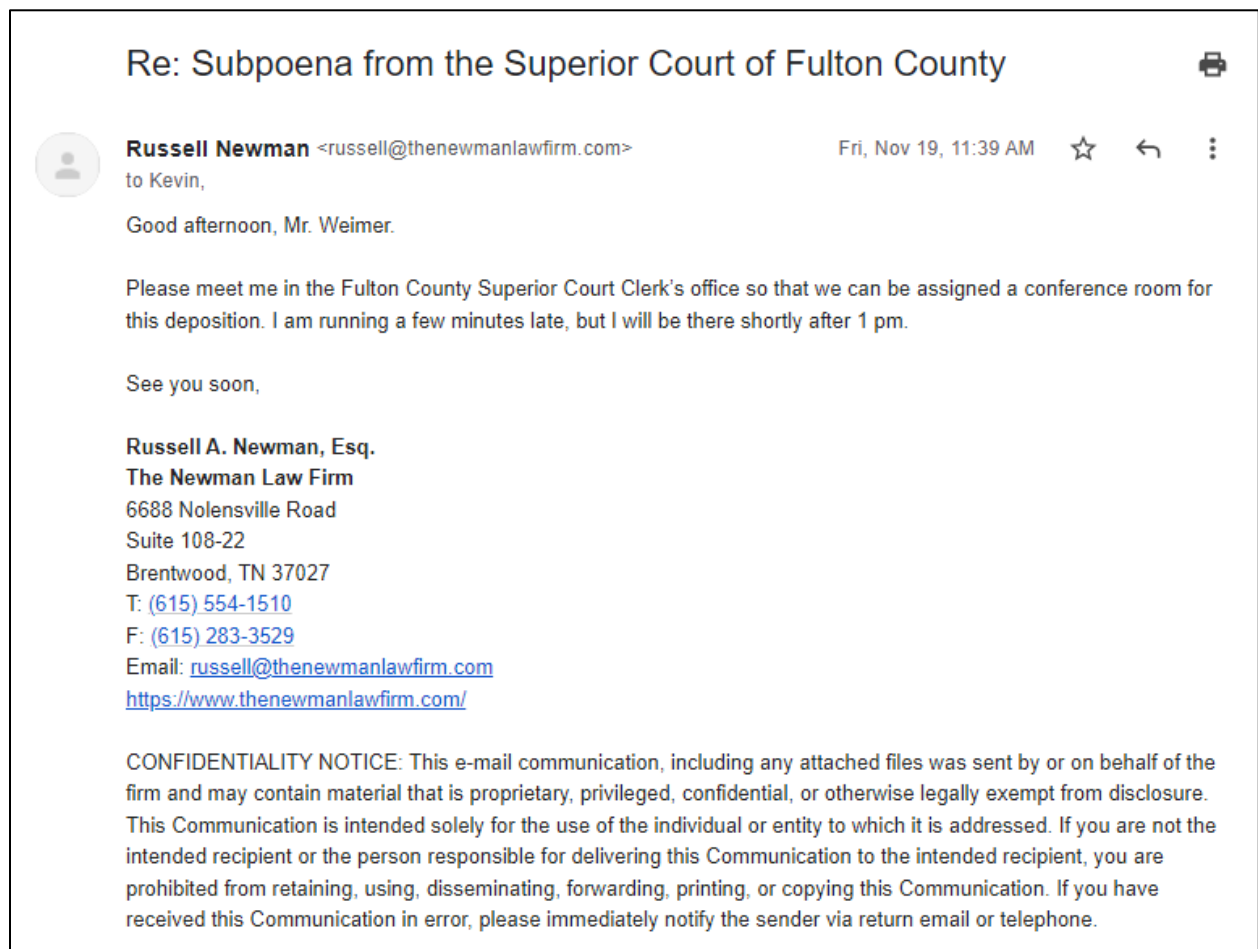 Re: Subpoena from the Superior Court of Fulton County
Russell Newman <russell@thenewmanlawfirm.com>
Fri, Nov 19, 11:39 AM
to Kevin,
Good afternoon, Mr. Weimer.
Please meet me in the Fulton County Superior Court Clerk's office so that we can be assigned a conference room for
this deposition. I am running a few minutes late, but I will be there shortly after 1 pm.
See you soon,
Russell A. Newman, Esq.
The Newman Law Firm
6688 Nolensville Road
Suite 108-22
Brentwood, TN 37027
T: (615) 554-1510
F: (615) 283-3529
Email: russell@thenewmanlawfirm.com
https://www.thenewmanlawfirm.com/
CONFIDENTIALITY NOTICE: This e-mail communication, including any attached files was sent by or on behalf of the
firm and may contain material that is proprietary, privileged, confidential, or otherwise legally exempt from disclosure.
This Communication is intended solely for the use of the individual or entity to which it is addressed. If you are not the
intended recipient or the person responsible for delivering this Communication to the intended recipient, you are
prohibited from retaining, using, disseminating, forwarding, printing, or copying this Communication. If you have
received this Communication in error, please immediately notify the sender via return email or telephone.